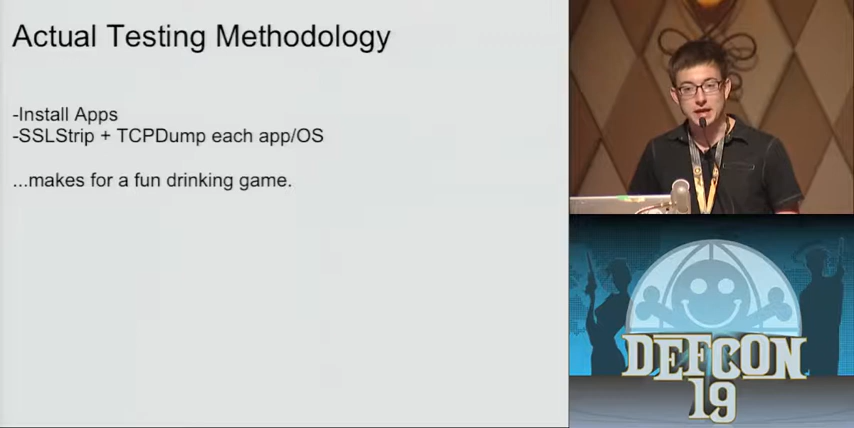 Actual Testing Methodology
-Install Apps
-SSLStrip + TCPDump each app/OS
...makes for a fun drinking game.
DEFCON
19